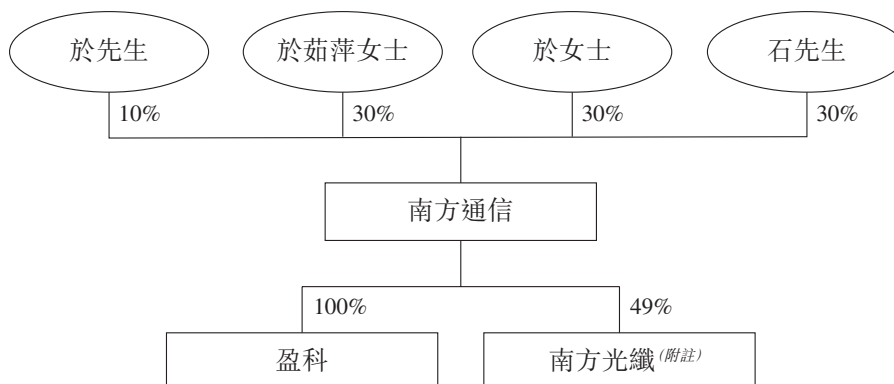 於先生 於茹萍女士 於女士 石先生
10% 30% 30% 30%
南方通信
100% 49%
盈科 南方光纖(附註)